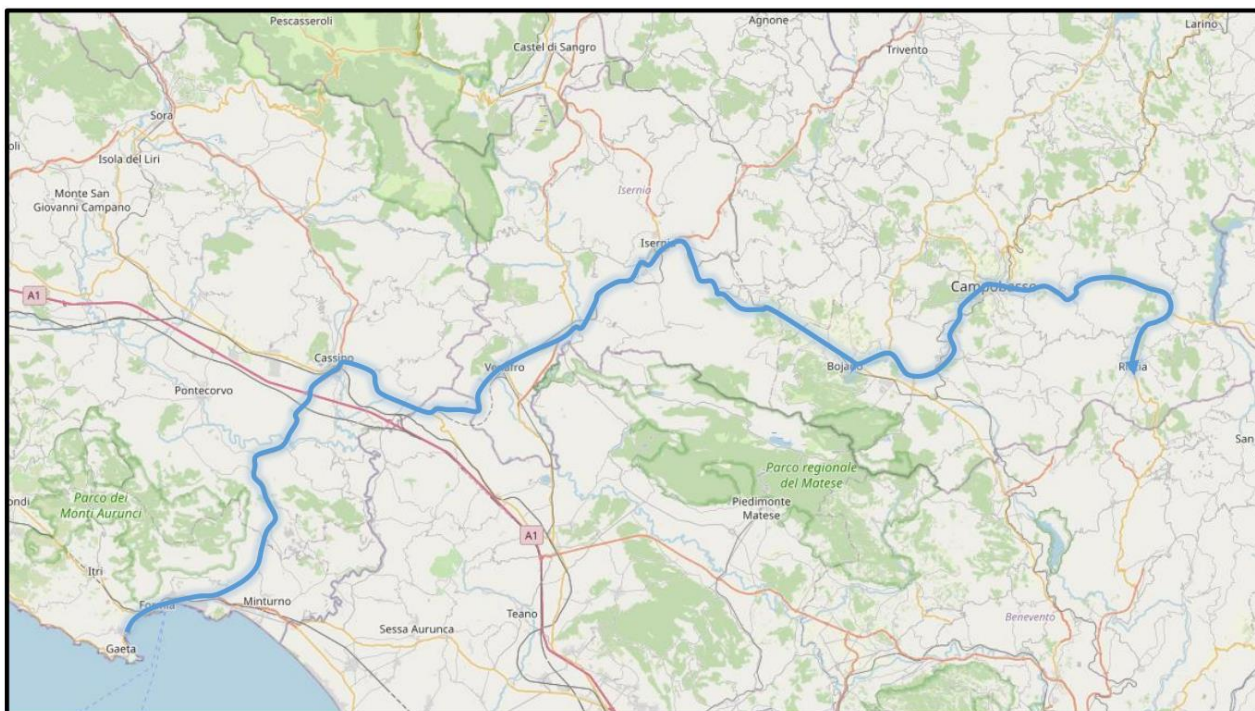 Pescasseroli
Agnone
Larino
Castel di Sangro
Trivento
Sora
Isola del Liri
Monte San
Giovanni Campano
Isernia
Isernia
A1
Campobasso
Cassino
Venafro
Bojano
Pontecorvo
San
Parco dei
Monti Aurunci
ondi
Parco regionale
del Matese
Piedimonte
Matese
A1
Itri
Formia
Minturno
Teano
Sessa Aurunca
Benevento
Gaeta